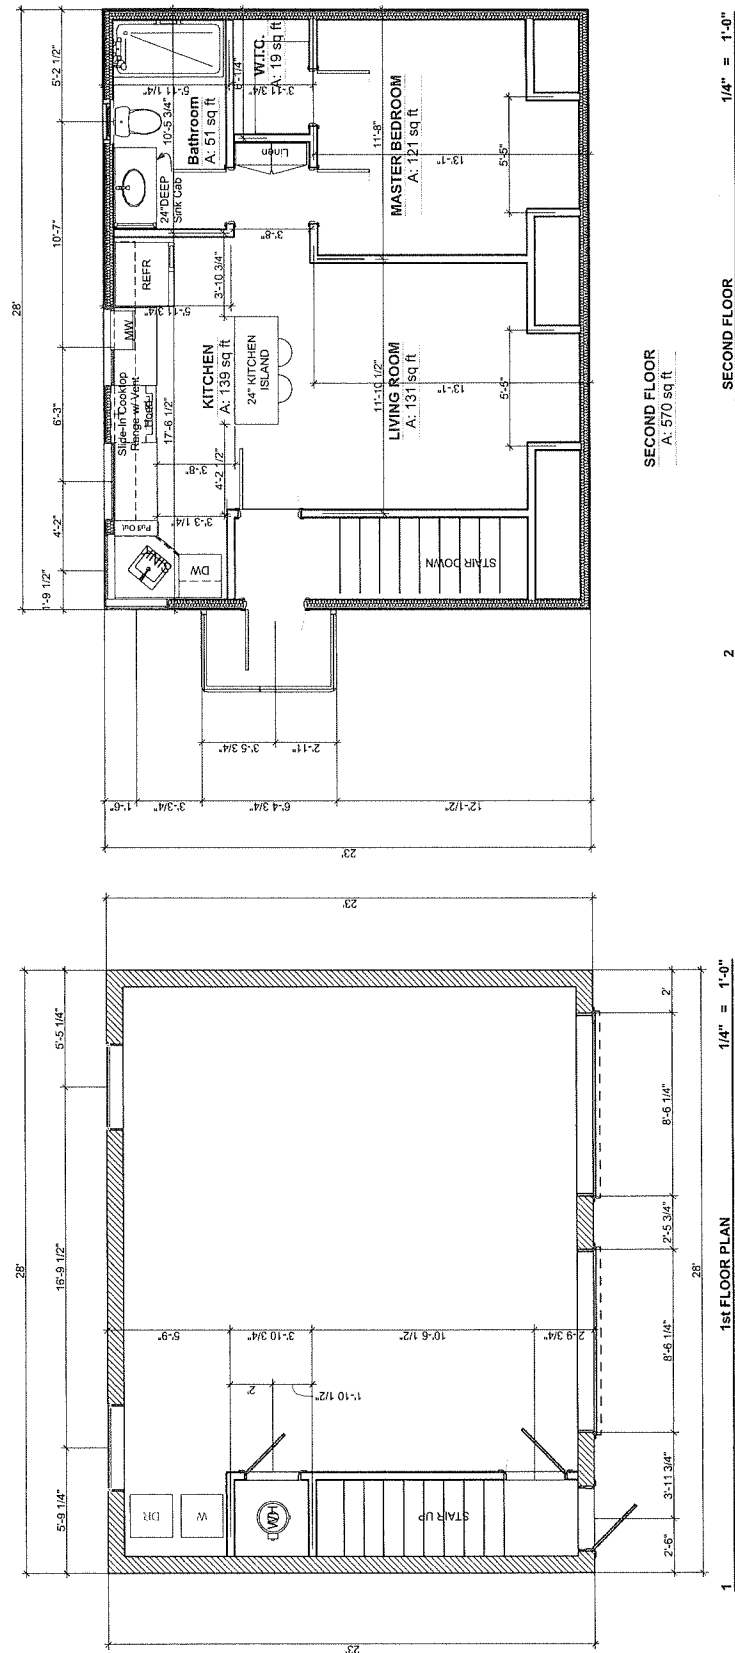 28'
5'-2 1/2"
10'-7"
6'-3"
4'-2"
1'-9 1/2"
5'-11 1/4"
10'-5 3/4"
Bathroom
A: 51 sq ft
24"DEEP
Sink Cab
W.I.C.
A: 19 sq ft
3'-11 3/4"
Linen
11'-8"
MASTER BEDROOM
A: 121 sq ft
13'-1"
5'-5"
3'-8"
REFR
3'-10 3/4"
5'-11 3/4"
MW
Slide-In Cooktop
Range w/ Vent
Hood
17'-6 1/2"
KITCHEN
A: 139 sq ft
24" KITCHEN
ISLAND
3'-8"
4'-2 1/2"
3'-3 1/4"
Pull Out
DW
11'-10 1/2"
LIVING ROOM
A: 131 sq ft
13'-1"
5'-5"
STAIR DOWN
3'-5 3/4"
2'-11"
1'-6"
3'-3/4"
6'-4 3/4"
12'-1/2"
23'
SECOND FLOOR
A: 570 sq ft
2
SECOND FLOOR
1/4" = 1'-0"
23'
28'
5'-5 1/4"
16'-9 1/2"
5'-9 1/4"
5'-9"
3'-10 3/4"
10'-6 1/2"
2'-9 3/4"
2'
1'-10 1/2"
DR
W
WH
STAIR UP
2'
8'-6 1/4"
2'-5 3/4"
8'-6 1/4"
3'-11 3/4"
2'-6"
28'
23'
1
1st FLOOR PLAN
1/4" = 1'-0"